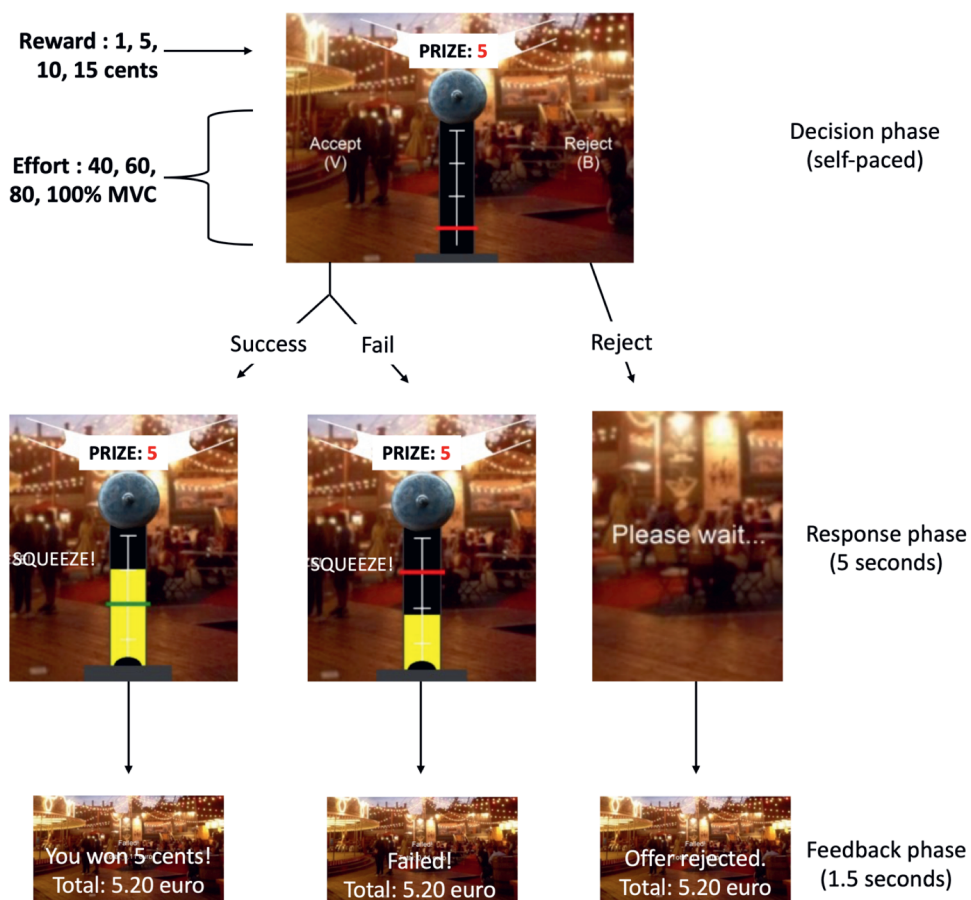 Reward : 1, 5,
10, 15 cents
PRIZE: 5
Accept
(V)
Reject
(B)
Effort : 40, 60,
80, 100% MVC
Decision phase
(self-paced)
Success
Fail
Reject
PRIZE: 5
SQUEEZE!
PRIZE: 5
SQUEEZE!
Please wait...
Response phase
(5 seconds)
You won 5 cents!
Total: 5.20 euro
Failed!
Failed!
Total: 5.20 euro
Failed!
Offer rejected.
Total: 5.20 euro
Feedback phase
(1.5 seconds)